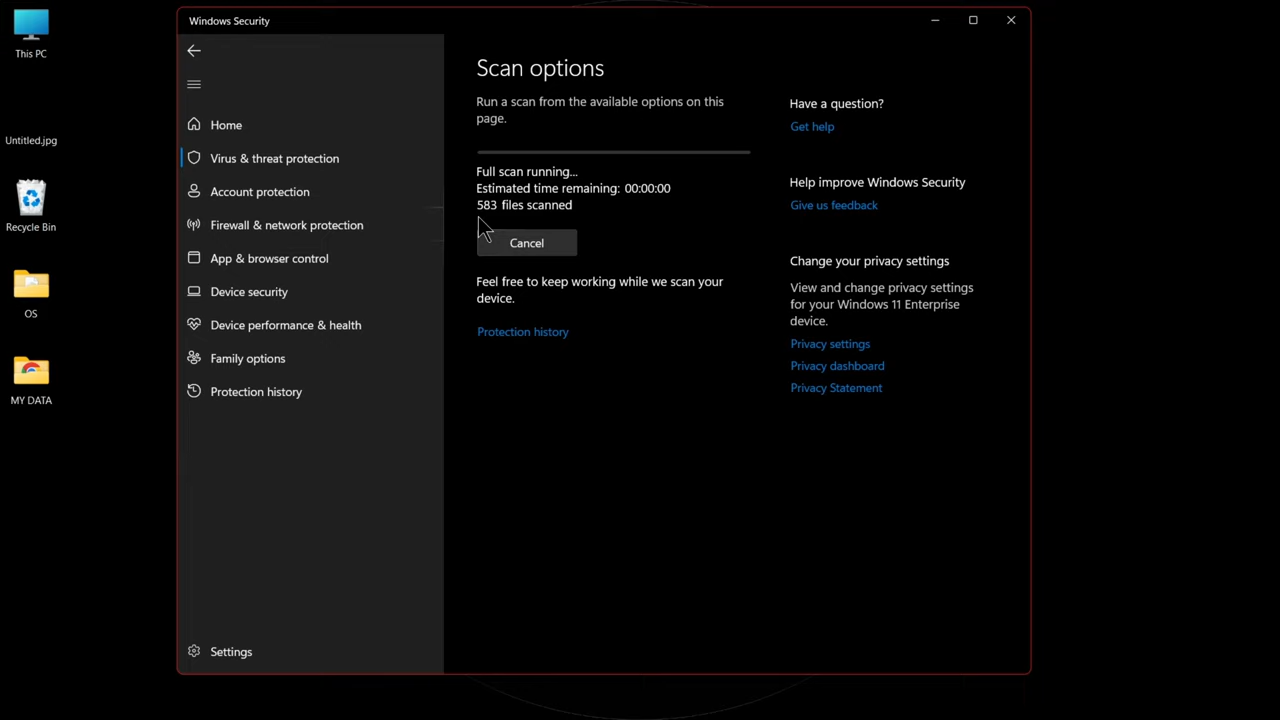 This PC
Untitled.jpg
Recycle Bin
OS
MY DATA
Windows Security
Home
Virus & threat protection
Account protection
Firewall & network protection
App & browser control
Device security
Device performance & health
Family options
Protection history
Settings
Scan options
Run a scan from the available options on this
page.
Full scan running...
Estimated time remaining: 00:00:00
583 files scanned
Cancel
Feel free to keep working while we scan your
device.
Protection history
Have a question?
Get help
Help improve Windows Security
Give us feedback
Change your privacy settings
View and change privacy settings
for your Windows 11 Enterprise
device.
Privacy settings
Privacy dashboard
Privacy Statement